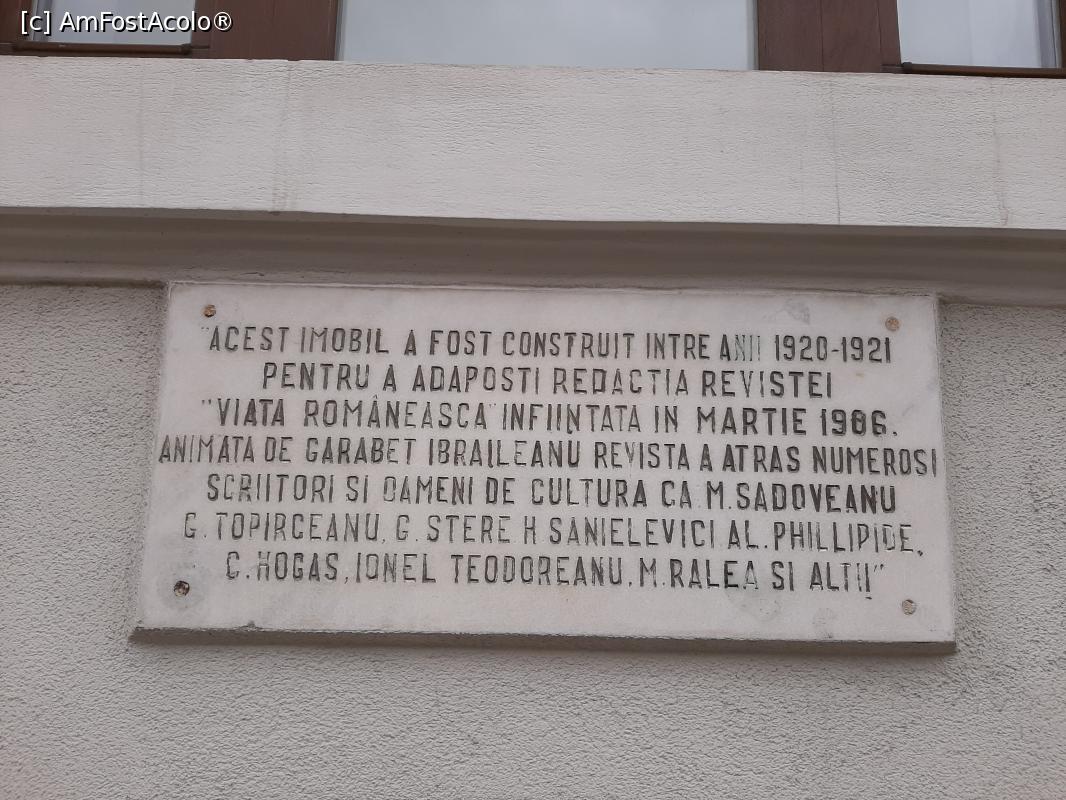 [c] AmFostAcolo®
"ACEST IMOBIL A FOST CONSTRUIT INTRE ANII 1920-1921
PENTRU A ADAPOSTI REDACTIA REVISTEI
"VIATA ROMÂNEASCA" INFIINTATA IN MARTIE 1906.
ANIMATA DE GARABET IBRAILEANU REVISTA A ATRAS NUMEROSI
SCRIITORI SI OAMENI DE CULTURA CA M. SADOVEANU
G. TOPIRCEANU, G. STERE H SANIELEVICI AL. PHILLIPIDE,
C. HOGAS, IONEL TEODOREANU, M. RALEA SI ALTII"